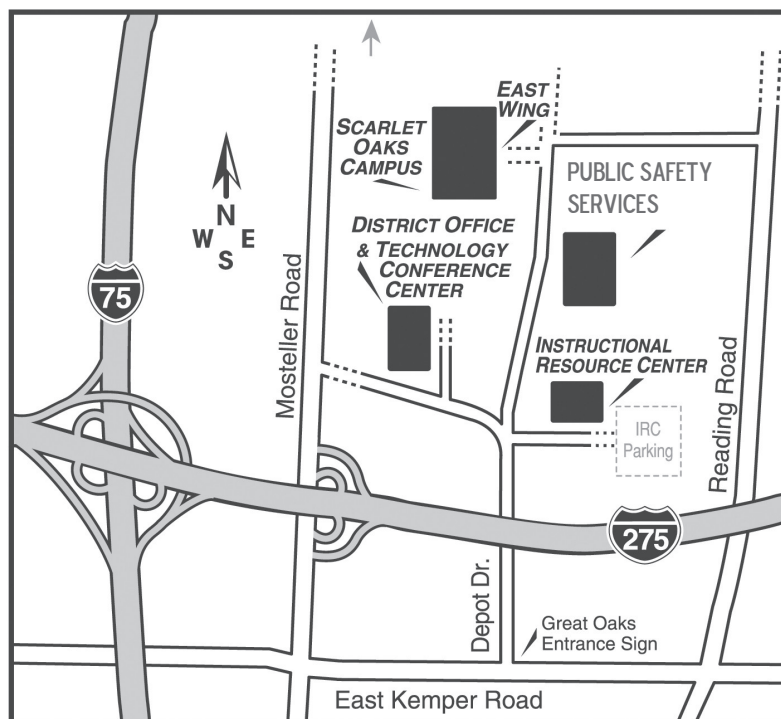 EAST
WING
SCARLET
OAKS
CAMPUS
PUBLIC SAFETY
SERVICES
N
W E
S
DISTRICT OFFICE
& TECHNOLOGY
CONFERENCE
CENTER
75
Mosteller Road
INSTRUCTIONAL
RESOURCE CENTER
Reading Road
IRC
Parking
275
Depot Dr.
Great Oaks
Entrance Sign
East Kemper Road